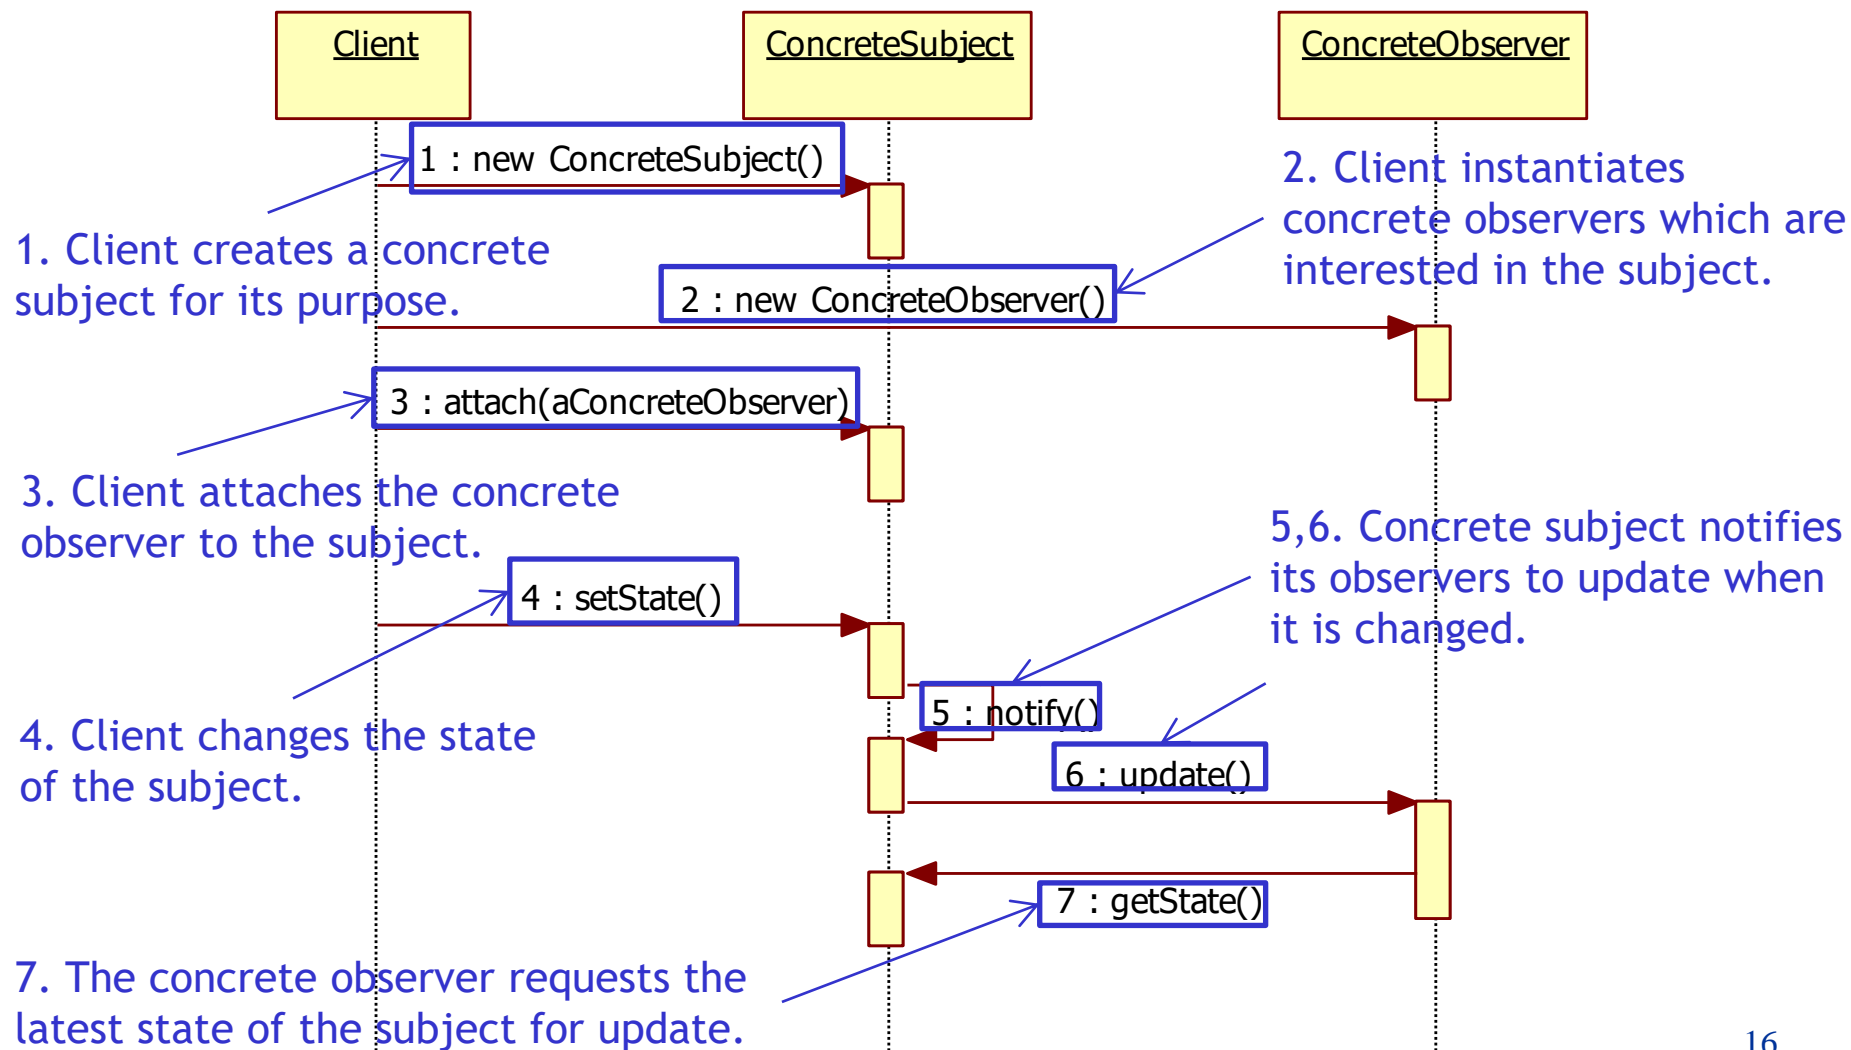 Client
ConcreteSubject
ConcreteObserver
1 : new ConcreteSubject()
2. Client instantiates
concrete observers which are
interested in the subject.
1. Client creates a concrete
subject for its purpose.
2 : new ConcreteObserver()
3 : attach(aConcreteObserver)
3. Client attaches the concrete
observer to the subject.
5,6. Concrete subject notifies
its observers to update when
it is changed.
4 : setState()
5 : notify()
4. Client changes the state
of the subject.
6 : update()
7 : getState()
7. The concrete observer requests the
latest state of the subject for update.
16